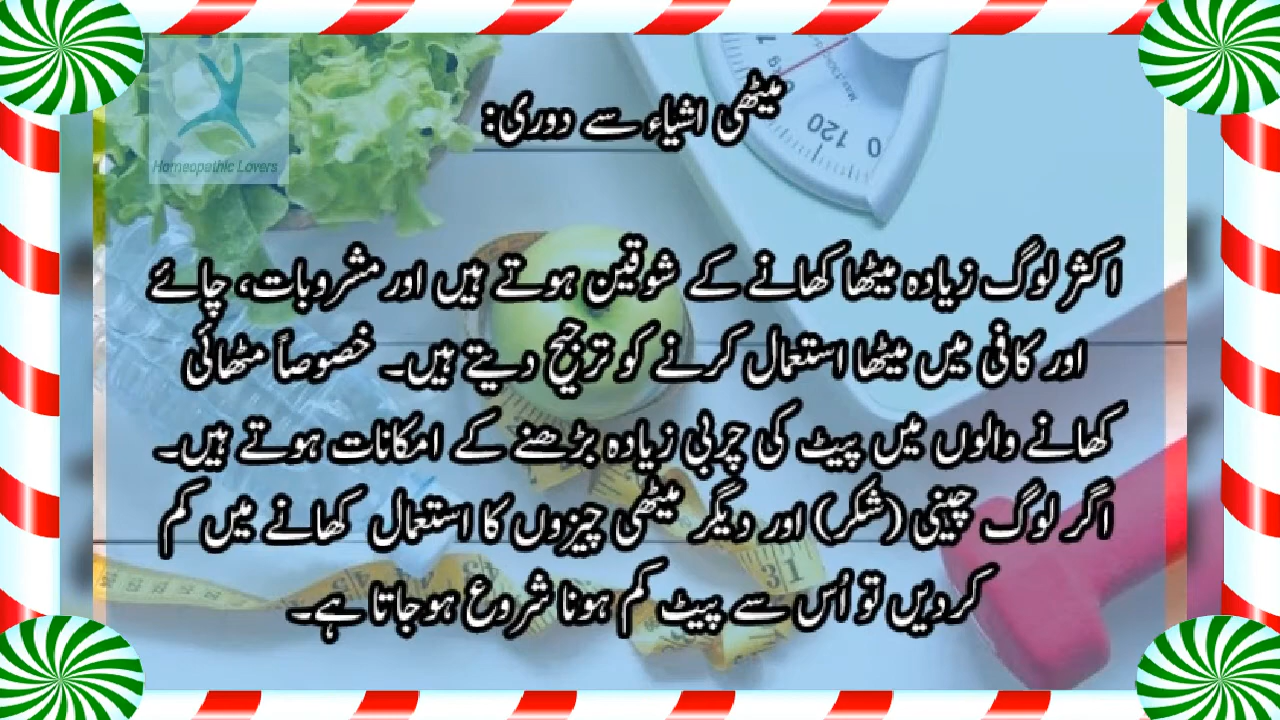 Homeopathic Lovers
میٹھی اشیاء سے دوری:
اکثر لوگ زیادہ میٹھا کھانے کے شوقین ہوتے ہیں اور مشروبات، چائے
اور کافی میں میٹھا استعمال کرنے کو ترجیح دیتے ہیں۔ خصوصاً مٹھائی
کھانے والوں میں پیٹ کی چربی زیادہ بڑھنے کے امکانات ہوتے ہیں۔
اگر لوگ چینی (شکر) اور دیگر میٹھی چیزوں کا استعمال کھانے میں کم
کردیں تو اُس سے پیٹ کم ہونا شروع ہوجاتا ہے۔
120
0
31